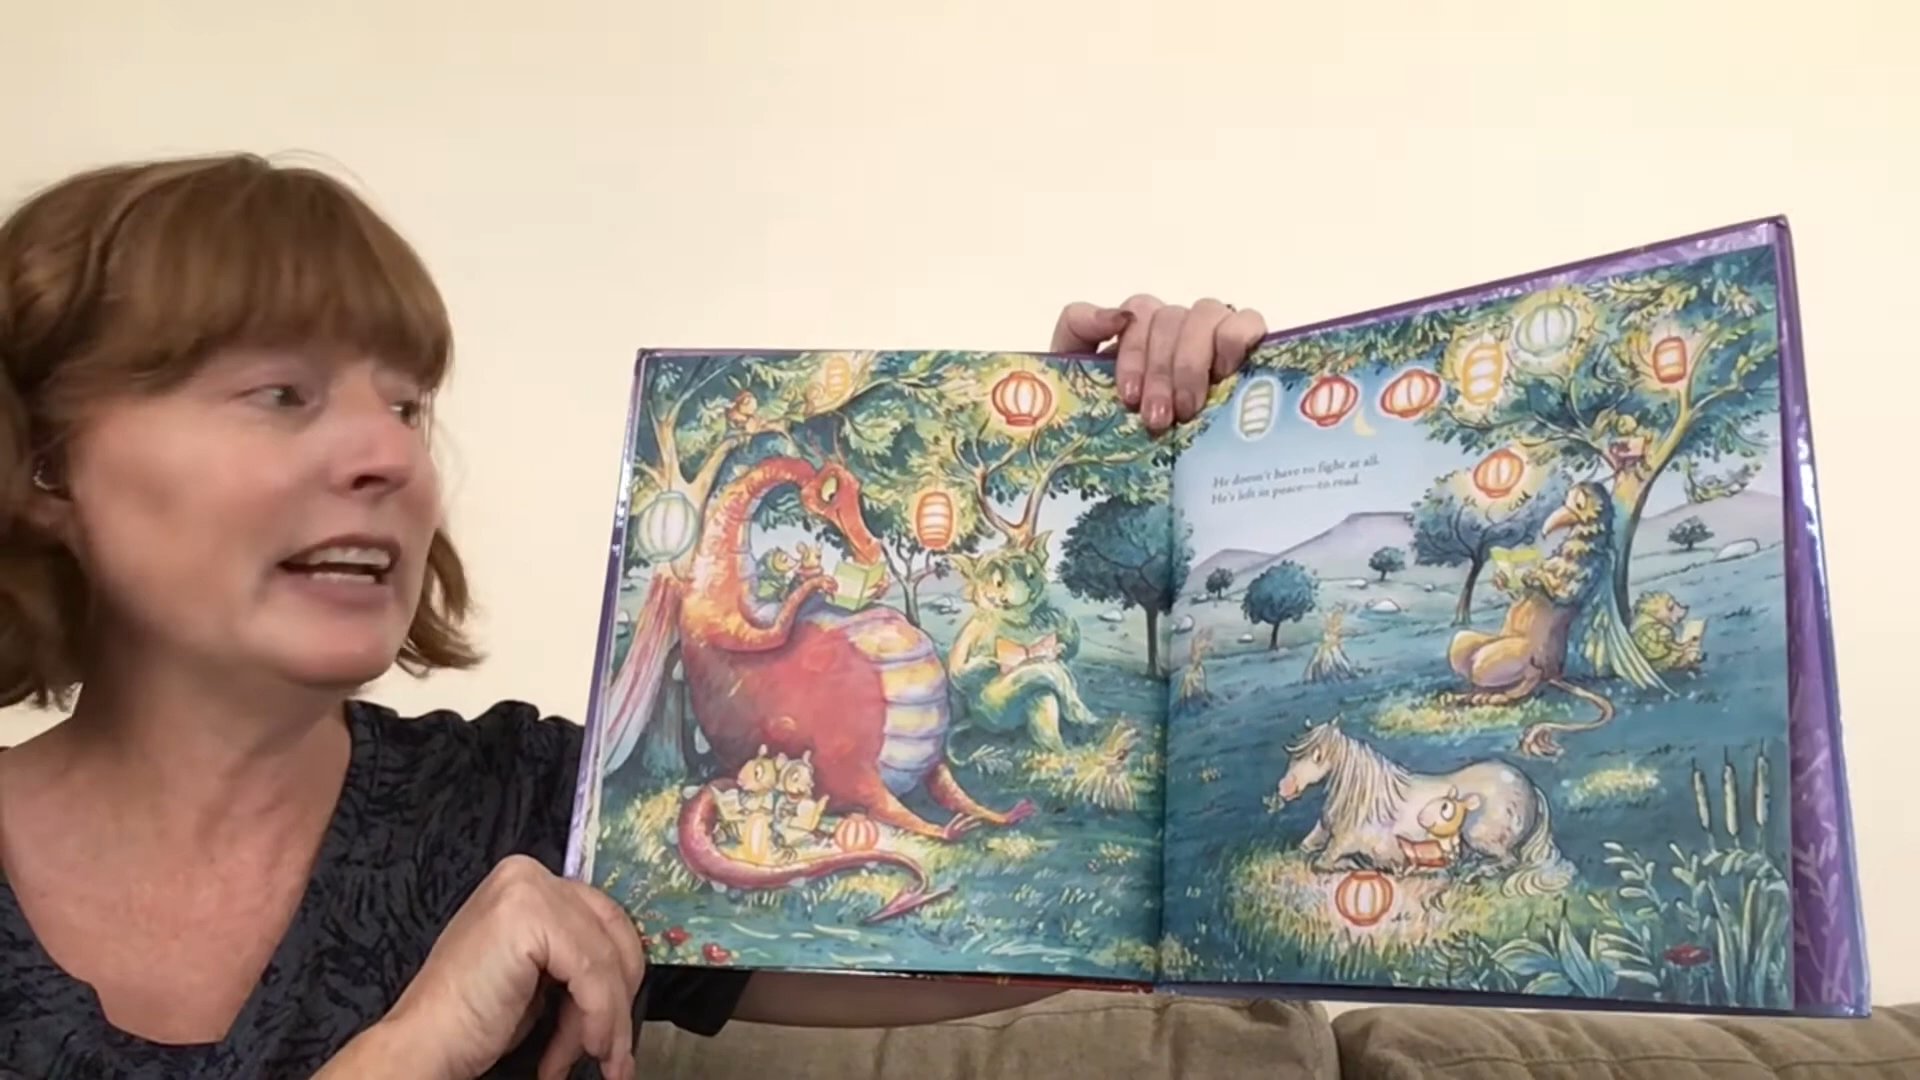 He doesn't have to fight at all.
He's left in peace—to read.